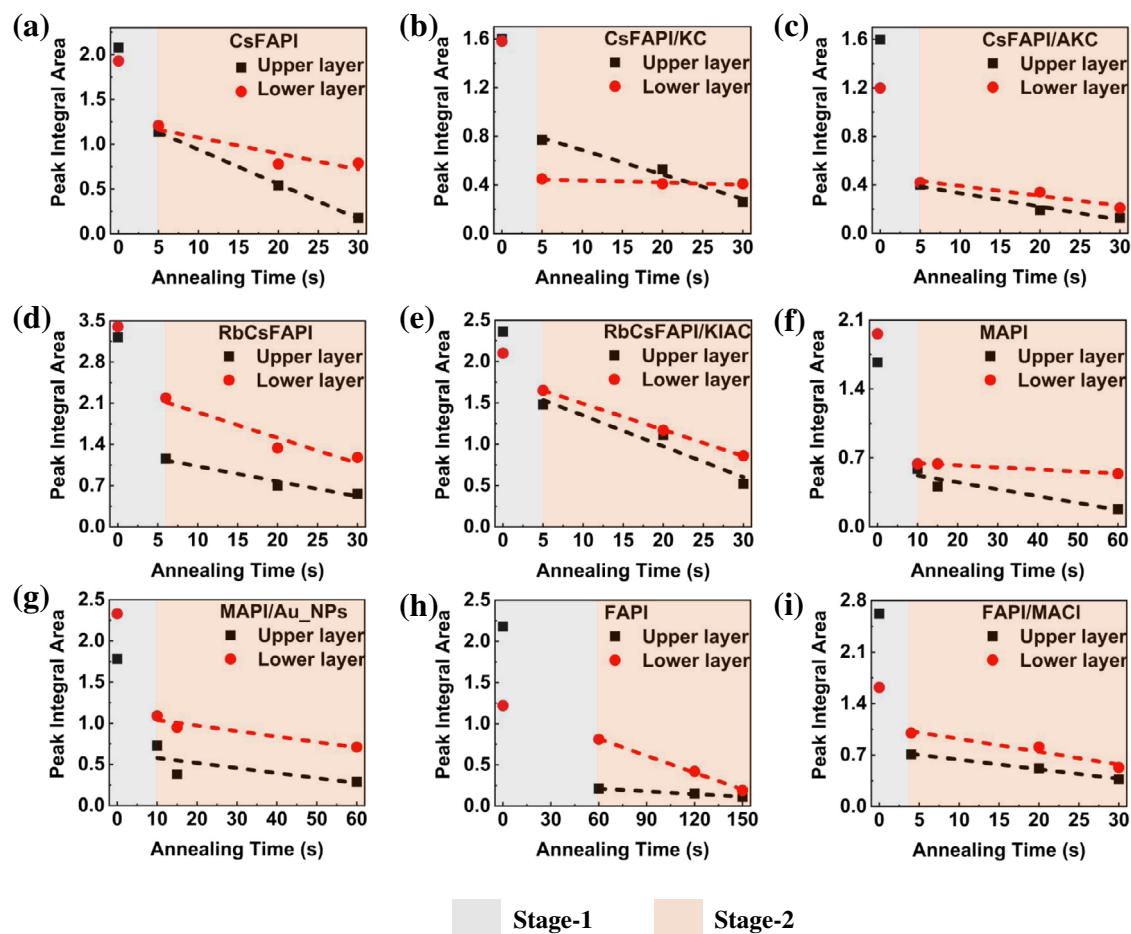 (a)
CsFAPI
Upper layer
Lower layer
Peak Integral Area
2.0
1.5
1.0
0.5
0.0
0 5 10 15 20 25 30
Annealing Time (s)
(b)
CsFAPI/KC
Upper layer
Lower layer
Peak Integral Area
1.6
1.2
0.8
0.4
0.0
0 5 10 15 20 25 30
Annealing Time (s)
(c)
CsFAPI/AKC
Upper layer
Lower layer
Peak Integral Area
1.6
1.2
0.8
0.4
0.0
0 5 10 15 20 25 30
Annealing Time (s)
(d)
RbCsFAPI
Upper layer
Lower layer
Peak Integral Area
3.5
2.8
2.1
1.4
0.7
0.0
0 5 10 15 20 25 30
Annealing Time (s)
(e)
RbCsFAPI/KIAC
Upper layer
Lower layer
Peak Integral Area
2.5
2.0
1.5
1.0
0.5
0.0
0 5 10 15 20 25 30
Annealing Time (s)
(f)
MAPI
Upper layer
Lower layer
Peak Integral Area
2.1
1.4
0.7
0.0
0 10 20 30 40 50 60
Annealing Time (s)
(g)
MAPI/Au_NPs
Upper layer
Lower layer
Peak Integral Area
2.5
2.0
1.5
1.0
0.5
0.0
0 10 20 30 40 50 60
Annealing Time (s)
(h)
FAPI
Upper layer
Lower layer
Peak Integral Area
2.5
2.0
1.5
1.0
0.5
0.0
0 30 60 90 120 150
Annealing Time (s)
(i)
FAPI/MACl
Upper layer
Lower layer
Peak Integral Area
2.8
2.1
1.4
0.7
0.0
0 5 10 15 20 25 30
Annealing Time (s)
Stage-1
Stage-2